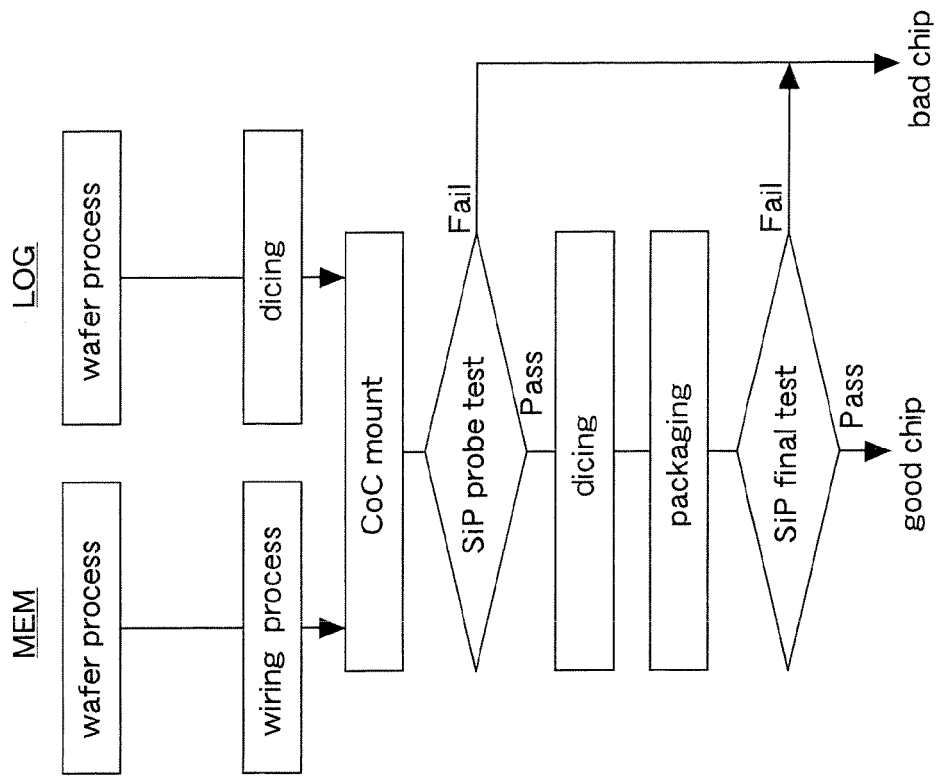 MEM
LOG
wafer process
wafer process
wiring process
dicing
CoC mount
SiP probe test
Fail
Pass
dicing
packaging
SiP final test
Fail
Pass
good chip
bad chip